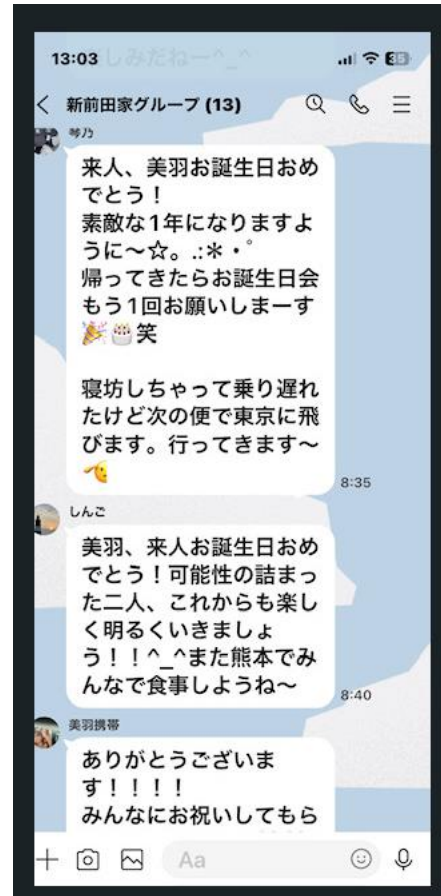 13:03
しみだねー^_^
35
新前田家グループ (13)
琴乃
来人、美羽お誕生日おめ
でとう！
素敵な1年になりますよ
うに〜☆。.:＊・゜
帰ってきたらお誕生日会
もう1回お願いしまーす
🎉🎂笑
寝坊しちゃって乗り遅れ
たけど次の便で東京に飛
びます。行ってきます〜
🫡
8:35
しんご
美羽、来人お誕生日おめ
でとう！可能性の詰まっ
た二人、これからも楽し
く明るくいきましょ
う！！^_^また熊本でみ
んなで食事しようね〜
8:40
美羽携帯
ありがとうございま
す！！！！
みんなにお祝いしてもら
Aa